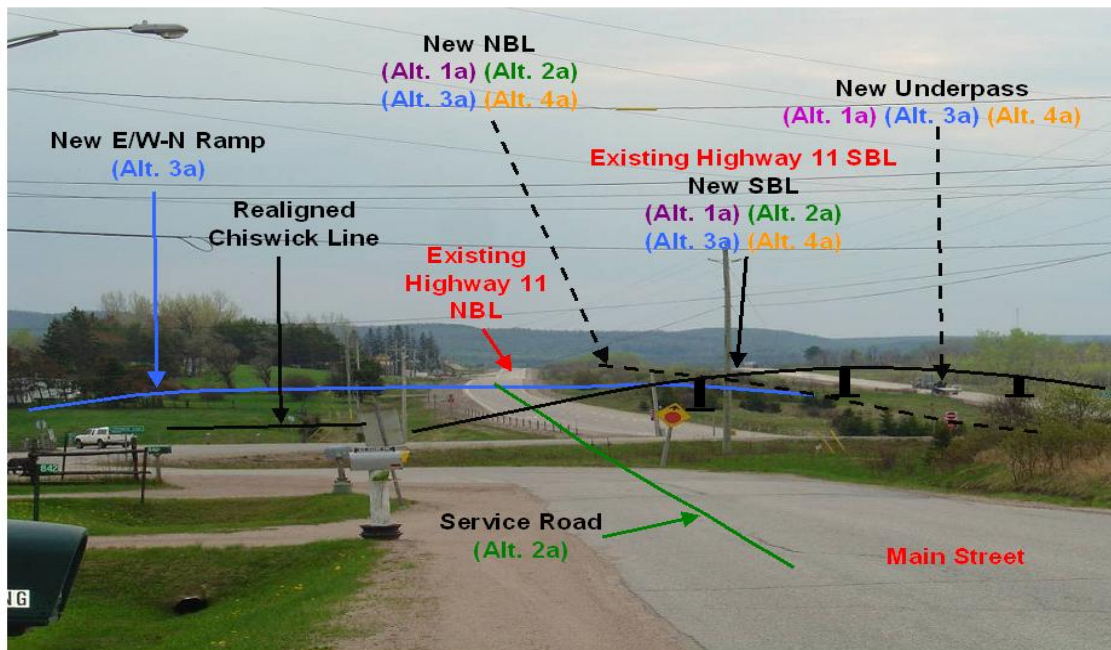 New NBL
(Alt. 1a) (Alt. 2a)
(Alt. 3a) (Alt. 4a)
New Underpass
(Alt. 1a) (Alt. 3a) (Alt. 4a)
New E/W-N Ramp
(Alt. 3a)
Existing Highway 11 SBL
New SBL
(Alt. 1a) (Alt. 2a)
(Alt. 3a) (Alt. 4a)
Realigned
Chiswick Line
Existing
Highway 11
NBL
842
Service Road
(Alt. 2a)
Main Street
NG